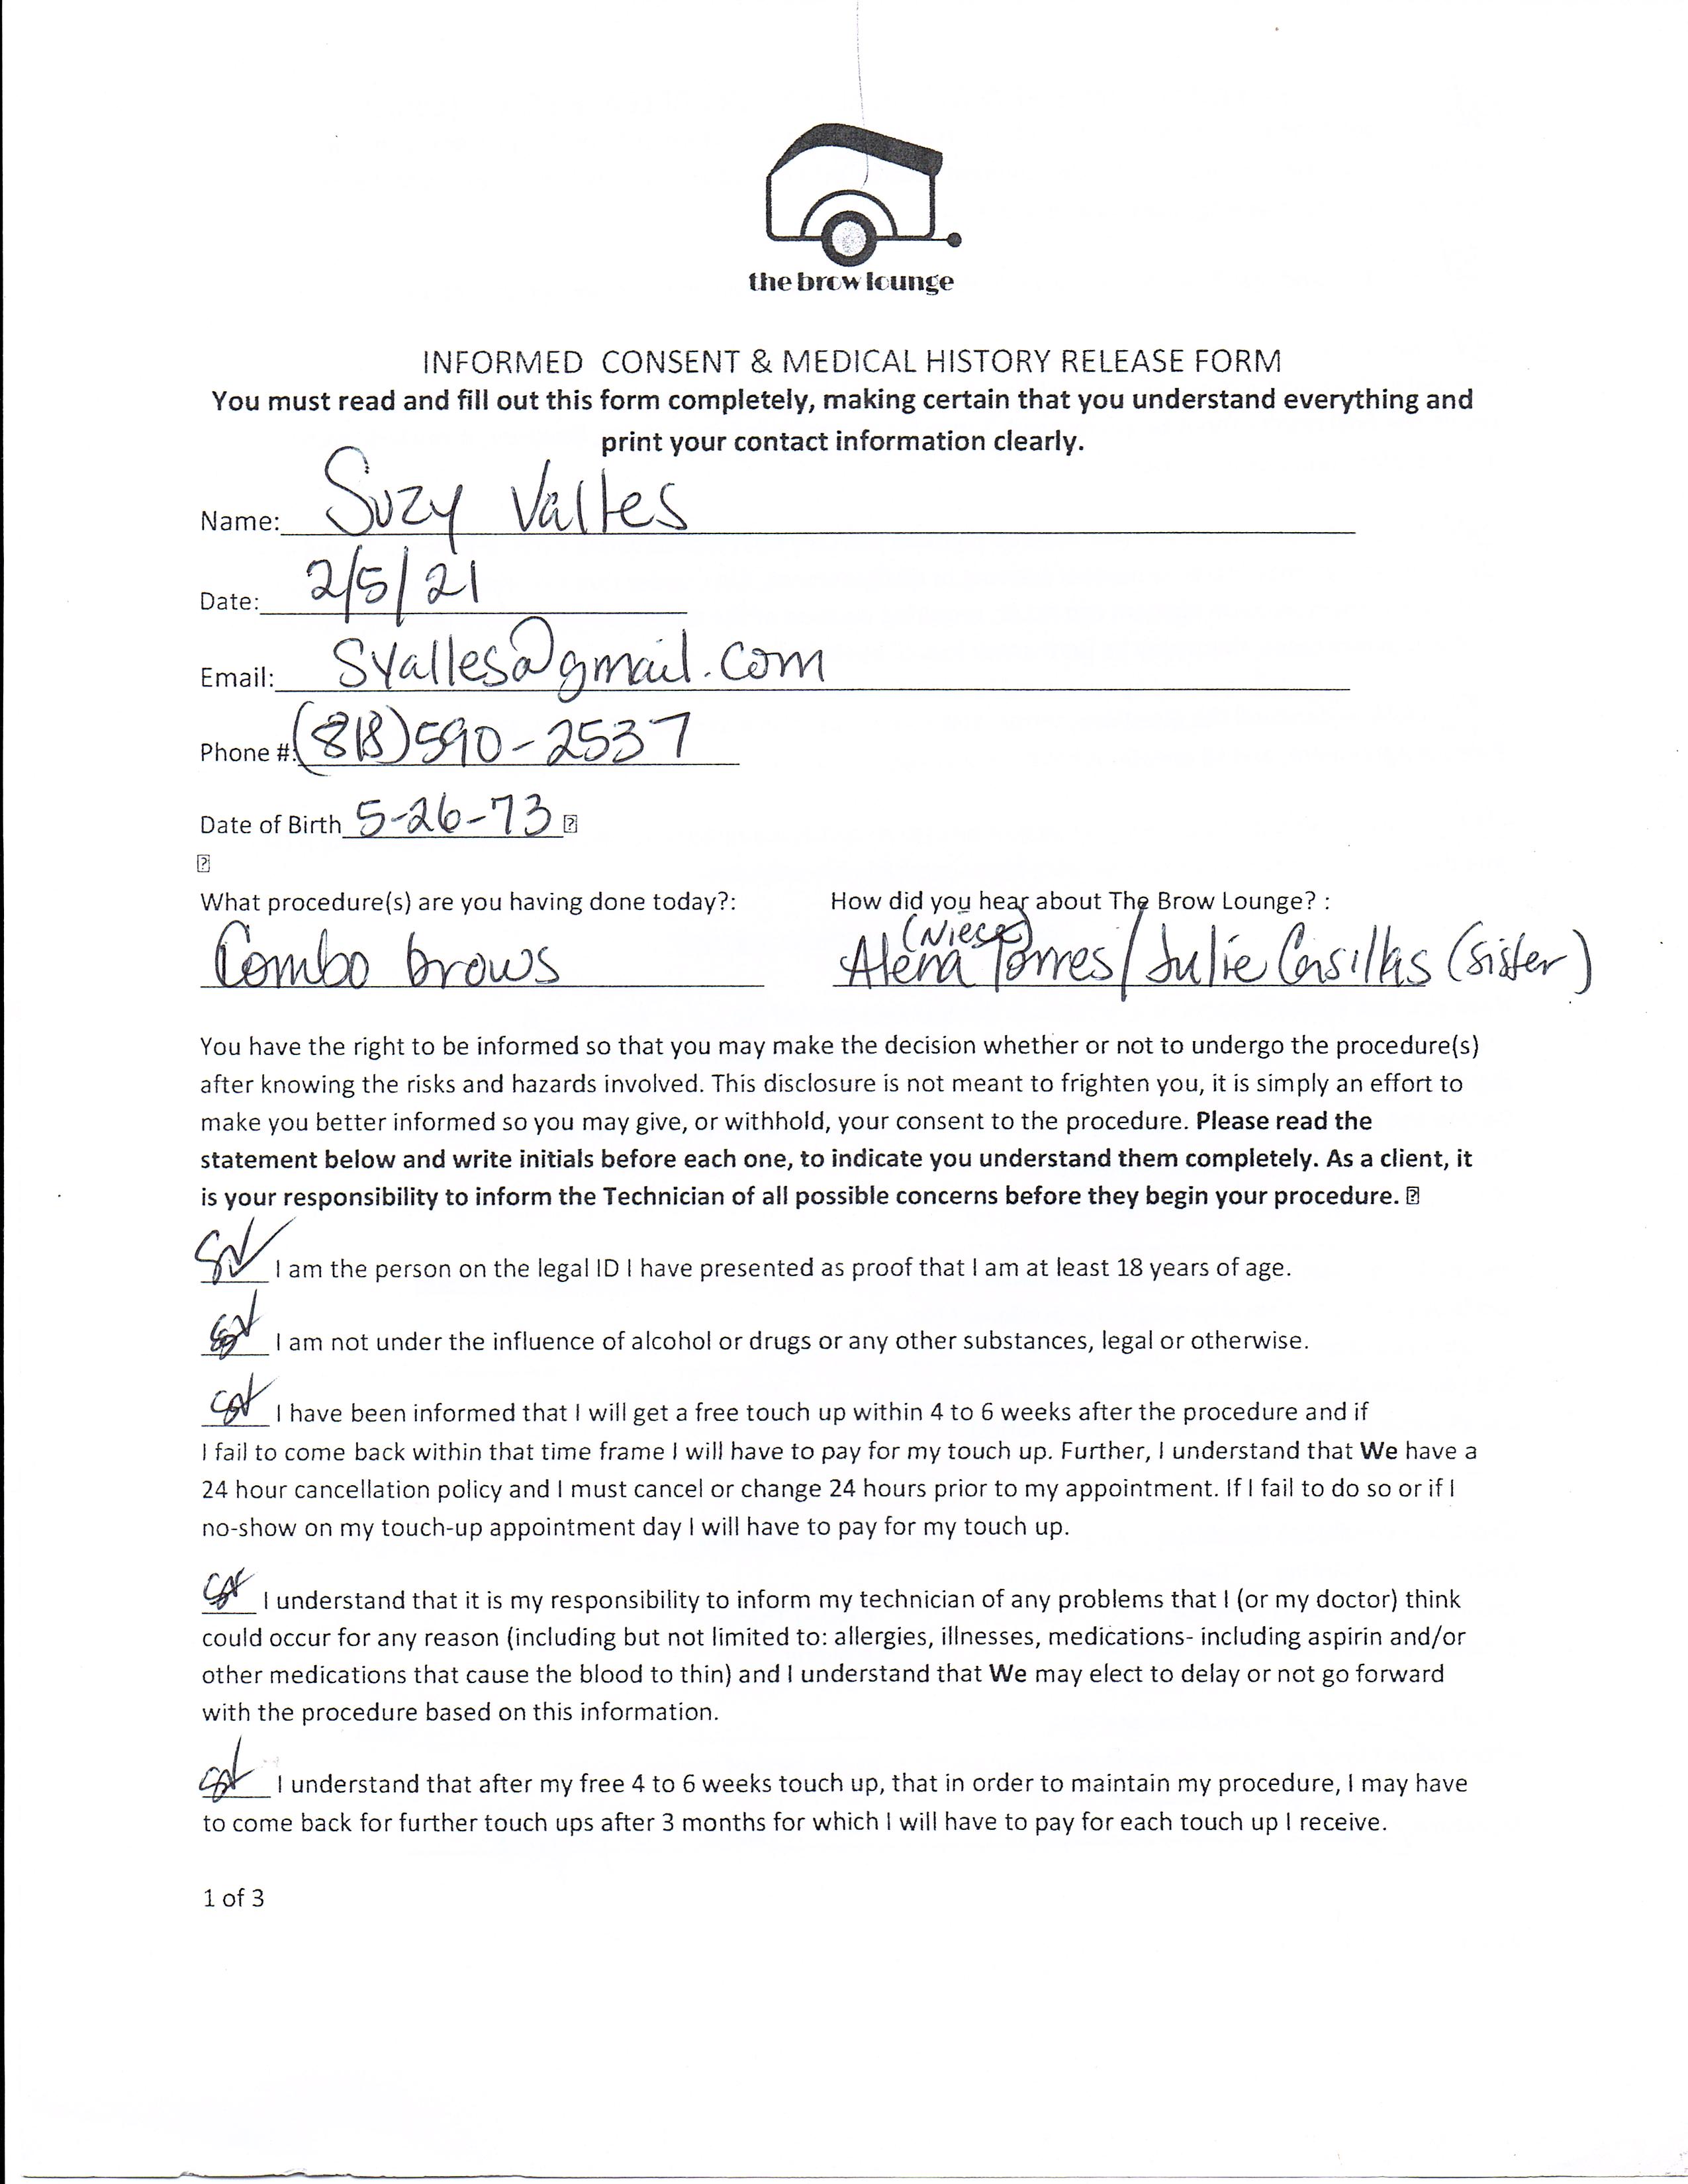 the brow lounge
INFORMED CONSENT & MEDICAL HISTORY RELEASE FORM
You must read and fill out this form completely, making certain that you understand everything and
print your contact information clearly.
Name: Suzy Valles
Date: 2/5/21
Email: SValles@gmail.com
Phone #: (818)590-2537
Date of Birth 5-26-73
What procedure(s) are you having done today?: How did you hear about The Brow Lounge? :
(Niece)
Combo brows Alena Torres / Julie Casillas (sister)
You have the right to be informed so that you may make the decision whether or not to undergo the procedure(s)
after knowing the risks and hazards involved. This disclosure is not meant to frighten you, it is simply an effort to
make you better informed so you may give, or withhold, your consent to the procedure. Please read the
statement below and write initials before each one, to indicate you understand them completely. As a client, it
is your responsibility to inform the Technician of all possible concerns before they begin your procedure.
SV I am the person on the legal ID I have presented as proof that I am at least 18 years of age.
SV I am not under the influence of alcohol or drugs or any other substances, legal or otherwise.
SV I have been informed that I will get a free touch up within 4 to 6 weeks after the procedure and if
I fail to come back within that time frame I will have to pay for my touch up. Further, I understand that We have a
24 hour cancellation policy and I must cancel or change 24 hours prior to my appointment. If I fail to do so or if I
no-show on my touch-up appointment day I will have to pay for my touch up.
SV I understand that it is my responsibility to inform my technician of any problems that I (or my doctor) think
could occur for any reason (including but not limited to: allergies, illnesses, medications- including aspirin and/or
other medications that cause the blood to thin) and I understand that We may elect to delay or not go forward
with the procedure based on this information.
SV I understand that after my free 4 to 6 weeks touch up, that in order to maintain my procedure, I may have
to come back for further touch ups after 3 months for which I will have to pay for each touch up I receive.
1 of 3